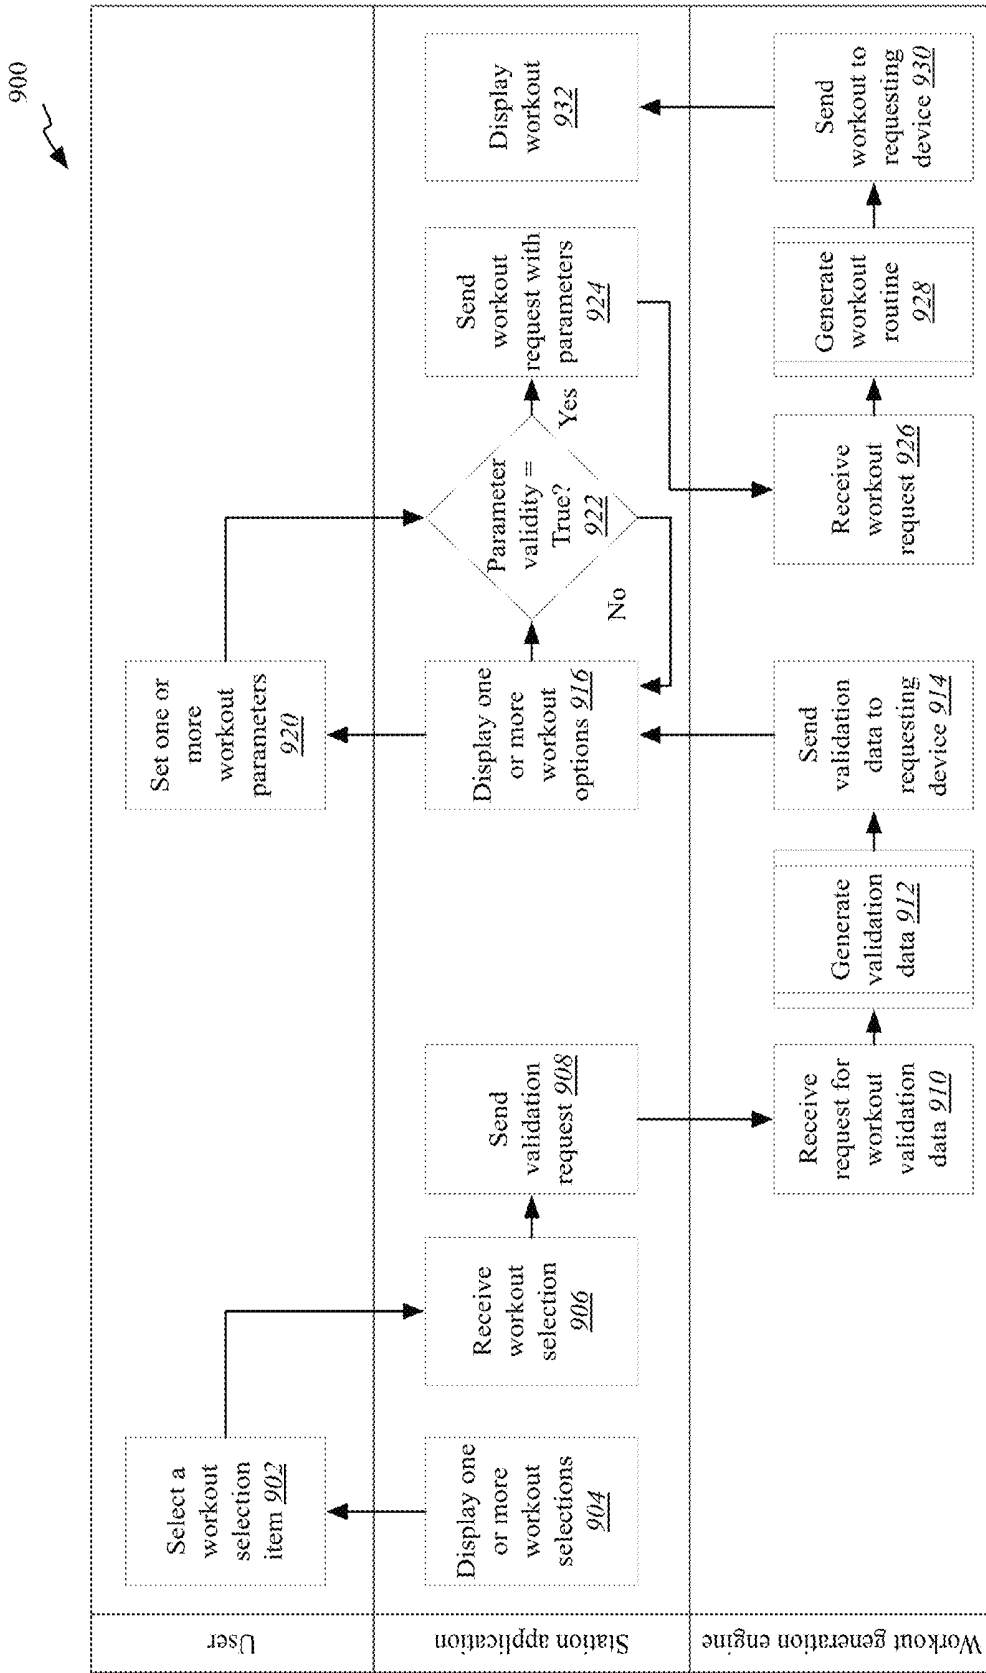 900
User
Select a
workout
selection
item 902
Set one or
more
workout
parameters
920
Station application
Display one
or more
workout
selections
904
Receive
workout
selection
906
Send
validation
request 908
Display one
or more
workout
options 916
Parameter
validity =
True?
922
No
Yes
Send
workout
request with
parameters
924
Display
workout
932
Workout generation engine
Receive
request for
workout
validation
data 910
Generate
validation
data 912
Send
validation
data to
requesting
device 914
Receive
workout
request 926
Generate
workout
routine
928
Send
workout to
requesting
device 930